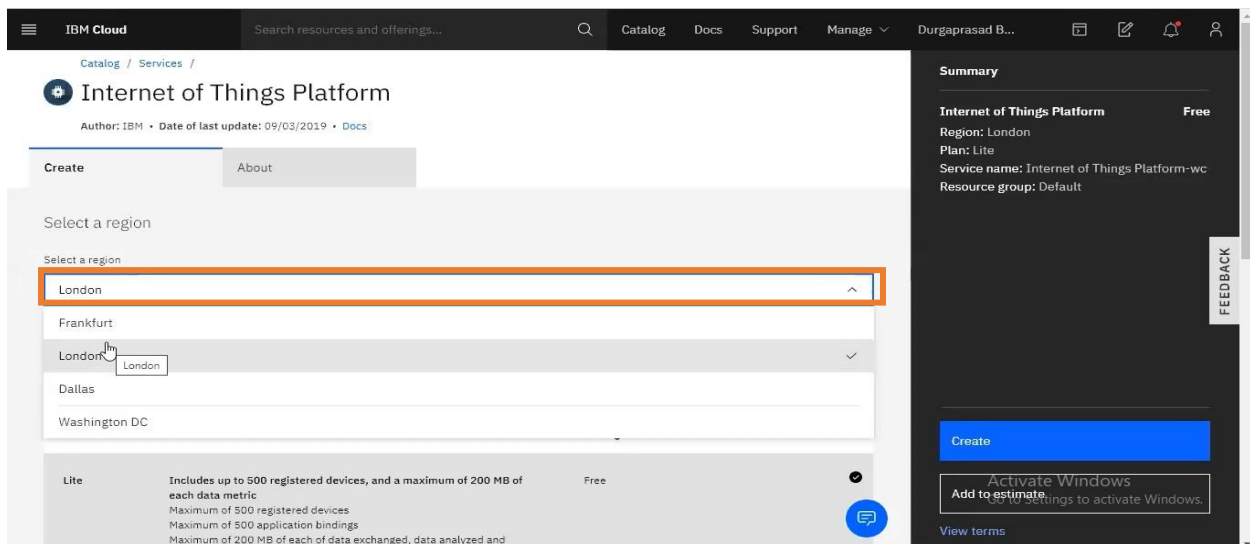 IBM Cloud
Search resources and offerings...
Catalog
Docs
Support
Manage
Durgaprasad B...
Catalog / Services /
Internet of Things Platform
Author: IBM • Date of last update: 09/03/2019 • Docs
Create
About
Select a region
Select a region
London
Frankfurt
London
London
Dallas
Washington DC
Lite
Includes up to 500 registered devices, and a maximum of 200 MB of
each data metric
Maximum of 500 registered devices
Maximum of 500 application bindings
Maximum of 200 MB of each of data exchanged, data analyzed and
Free
Summary
Internet of Things Platform
Free
Region: London
Plan: Lite
Service name: Internet of Things Platform-wc
Resource group: Default
FEEDBACK
Create
Activate Windows
Add to estimate
Go to Settings to activate Windows.
View terms